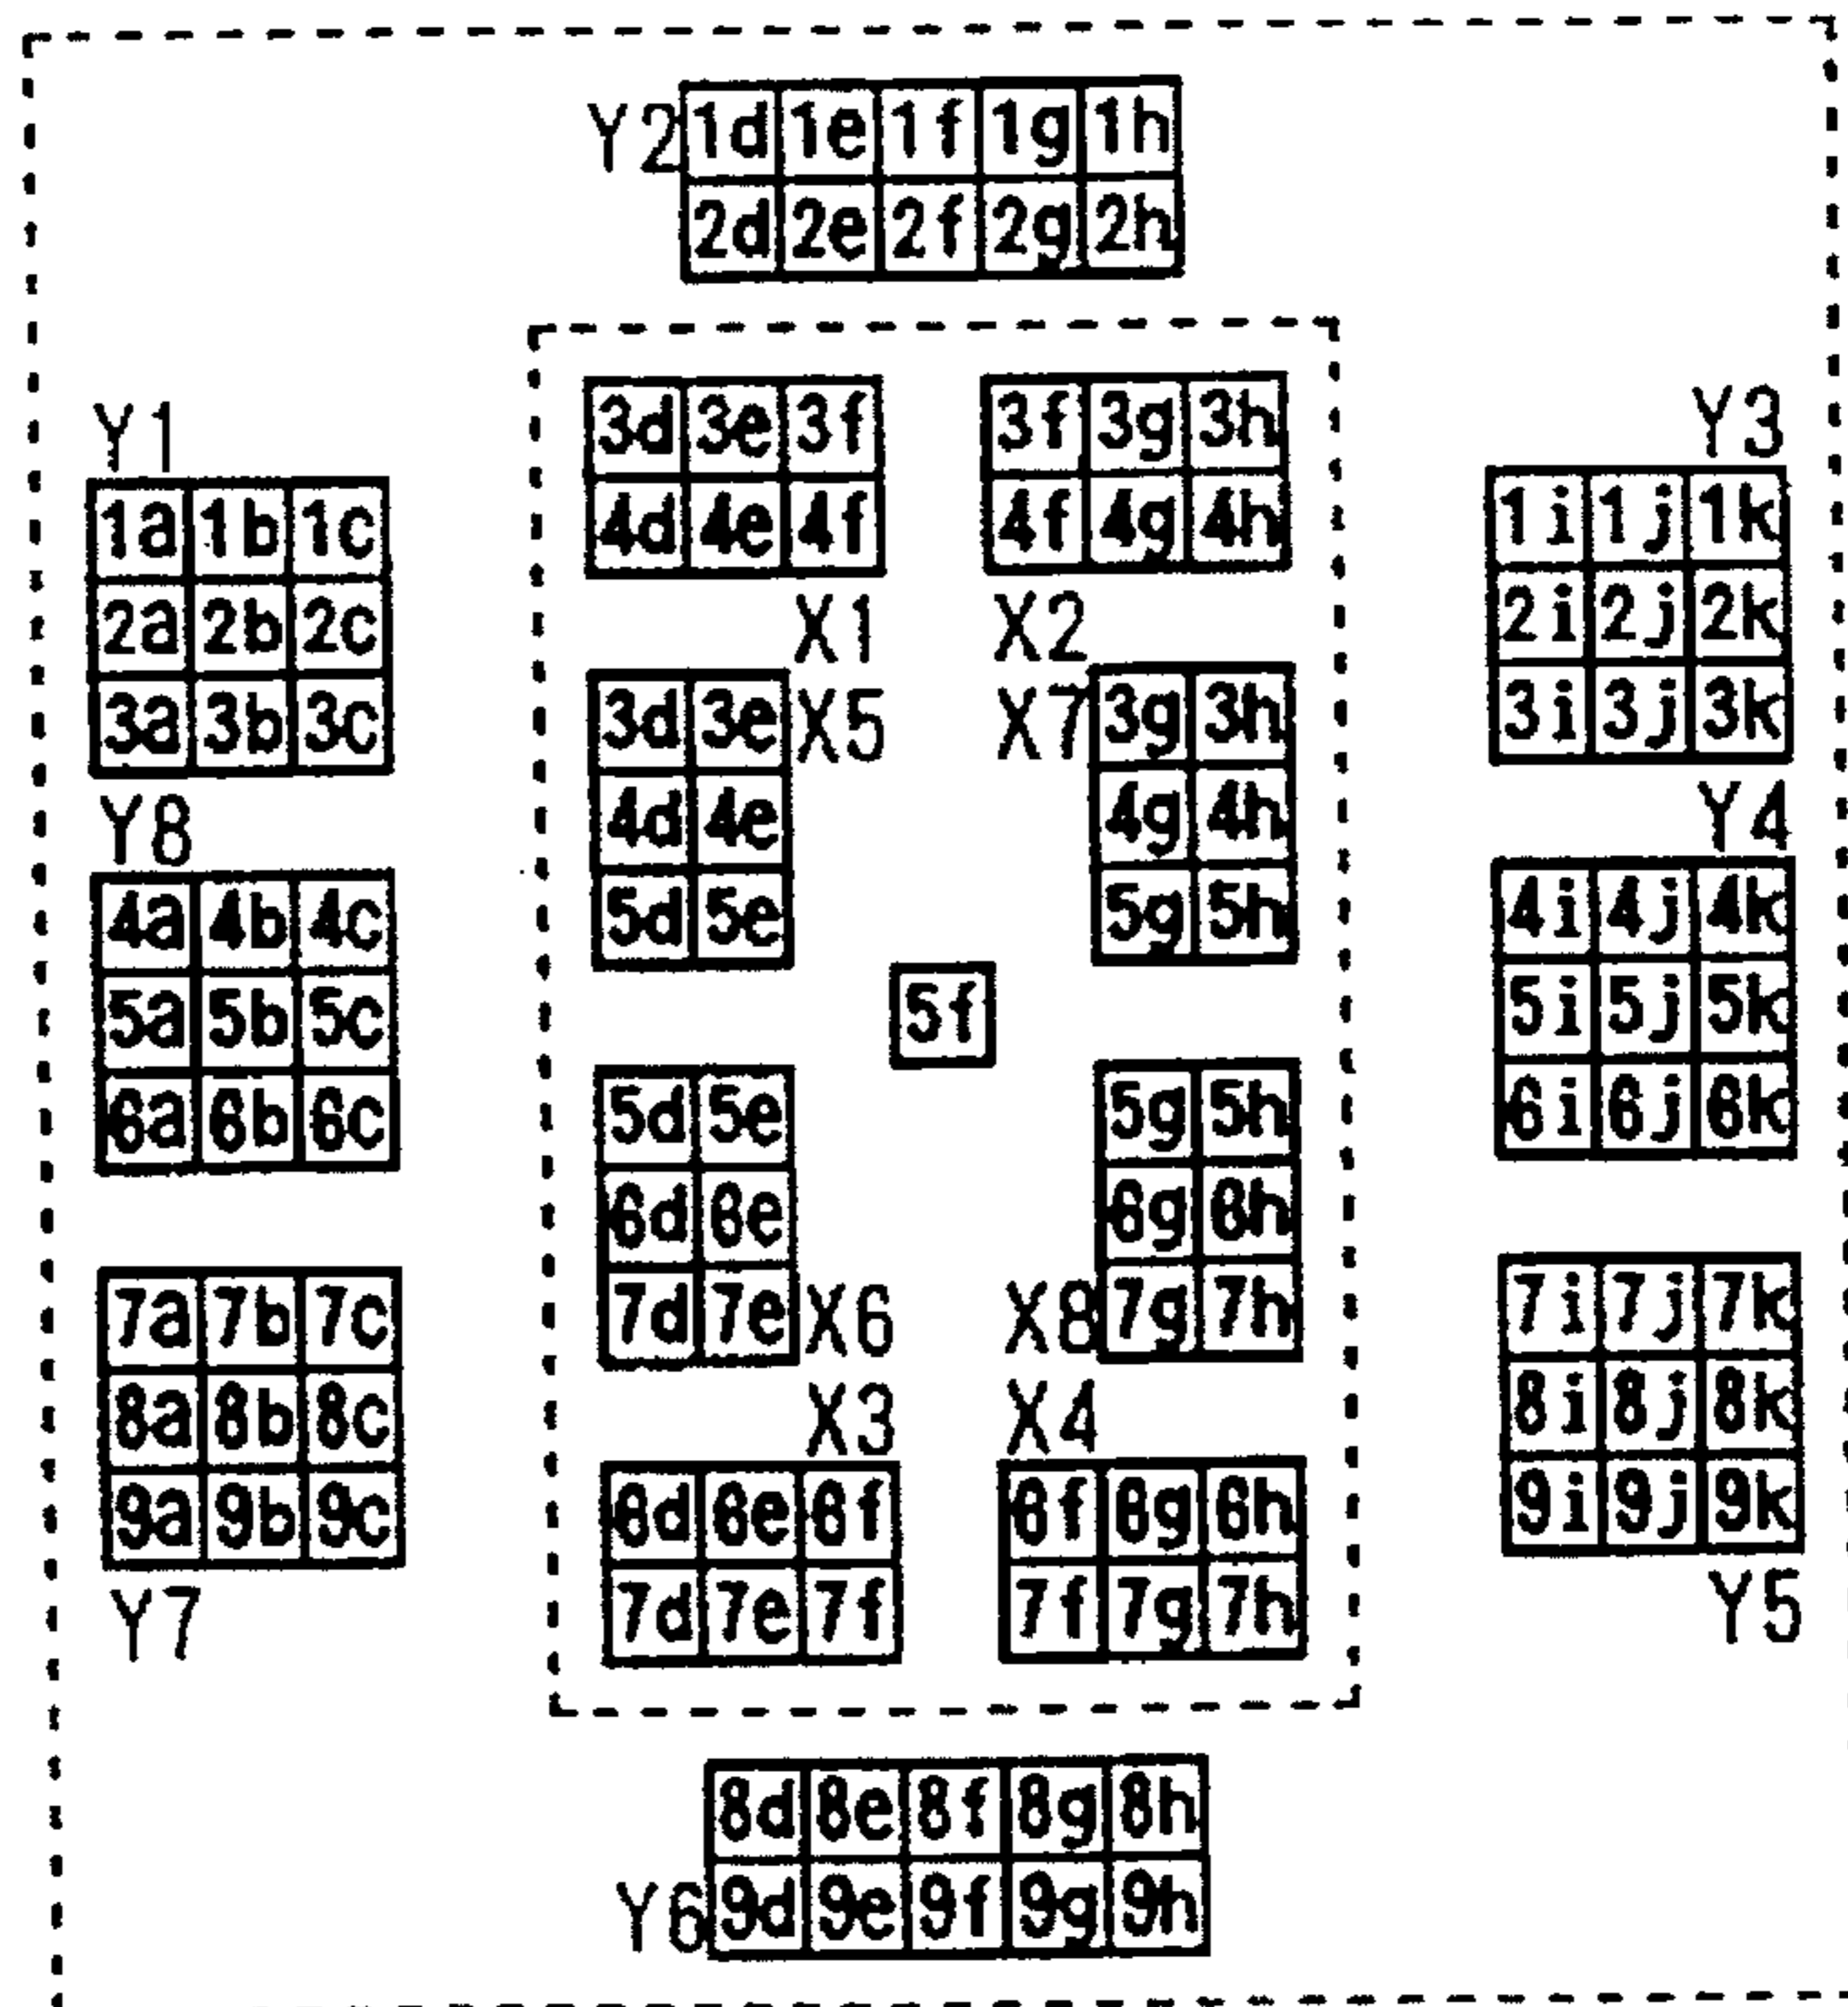 Y2
1d 1e 1f 1g 1h
2d 2e 2f 2g 2h
Y1
1a 1b 1c
2a 2b 2c
3a 3b 3c
3d 3e 3f
4d 4e 4f
X1
3f 3g 3h
4f 4g 4h
X2
Y3
1i 1j 1k
2i 2j 2k
3i 3j 3k
X5
3d 3e
4d 4e
5d 5e
X7
3g 3h
4g 4h
5g 5h
Y8
4a 4b 4c
5a 5b 5c
6a 6b 6c
5f
Y4
4i 4j 4k
5i 5j 5k
6i 6j 6k
5d 5e
6d 6e
7d 7e
X6
5g 5h
6g 6h
7g 7h
X8
7a 7b 7c
8a 8b 8c
9a 9b 9c
Y7
X3
6d 6e 6f
7d 7e 7f
X4
6f 6g 6h
7f 7g 7h
7i 7j 7k
8i 8j 8k
9i 9j 9k
Y5
8d 8e 8f 8g 8h
9d 9e 9f 9g 9h
Y6